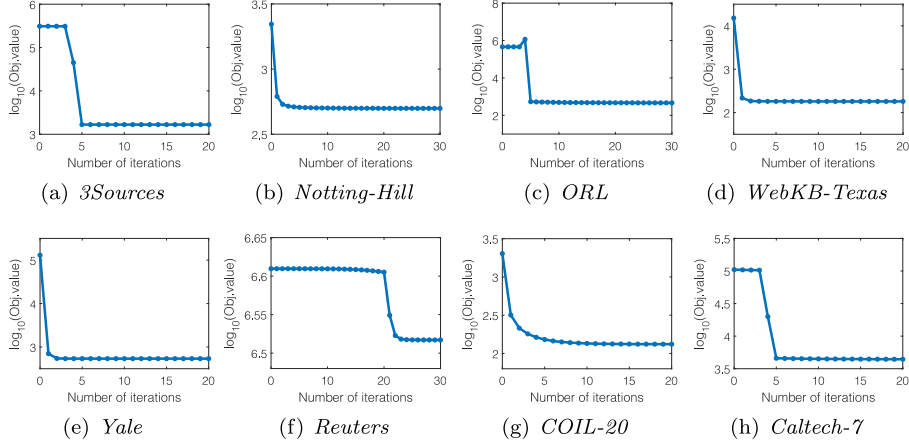 log10(Obj.value)
6
5
4
3
0 5 10 15 20
Number of iterations
(a) 3Sources
log10(Obj.value)
3.5
3
2.5
0 10 20 30
Number of iterations
(b) Notting-Hill
log10(Obj.value)
8
6
4
2
0 10 20 30
Number of iterations
(c) ORL
log10(Obj.value)
4
3
2
0 5 10 15 20
Number of iterations
(d) WebKB-Texas
log10(Obj.value)
5
4
3
0 5 10 15 20
Number of iterations
(e) Yale
log10(Obj.value)
6.65
6.6
6.55
6.5
0 10 20 30
Number of iterations
(f) Reuters
log10(Obj.value)
3.5
3
2.5
2
0 5 10 15 20
Number of iterations
(g) COIL-20
log10(Obj.value)
5.5
5
4.5
4
3.5
0 5 10 15 20
Number of iterations
(h) Caltech-7